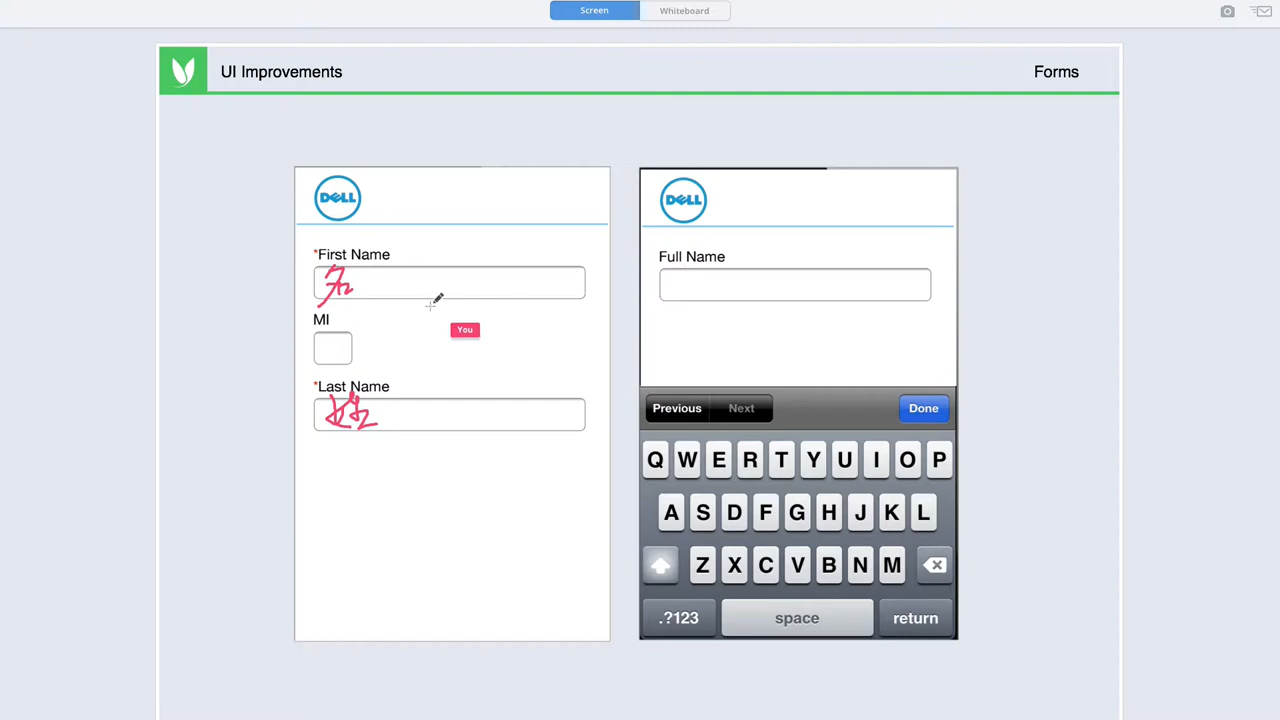 Screen
Whiteboard
UI Improvements
Forms
DELL
*First Name
MI
*Last Name
You
DELL
Full Name
Previous
Next
Done
Q W E R T Y U I O P
A S D F G H J K L
Z X C V B N M
.?123
space
return